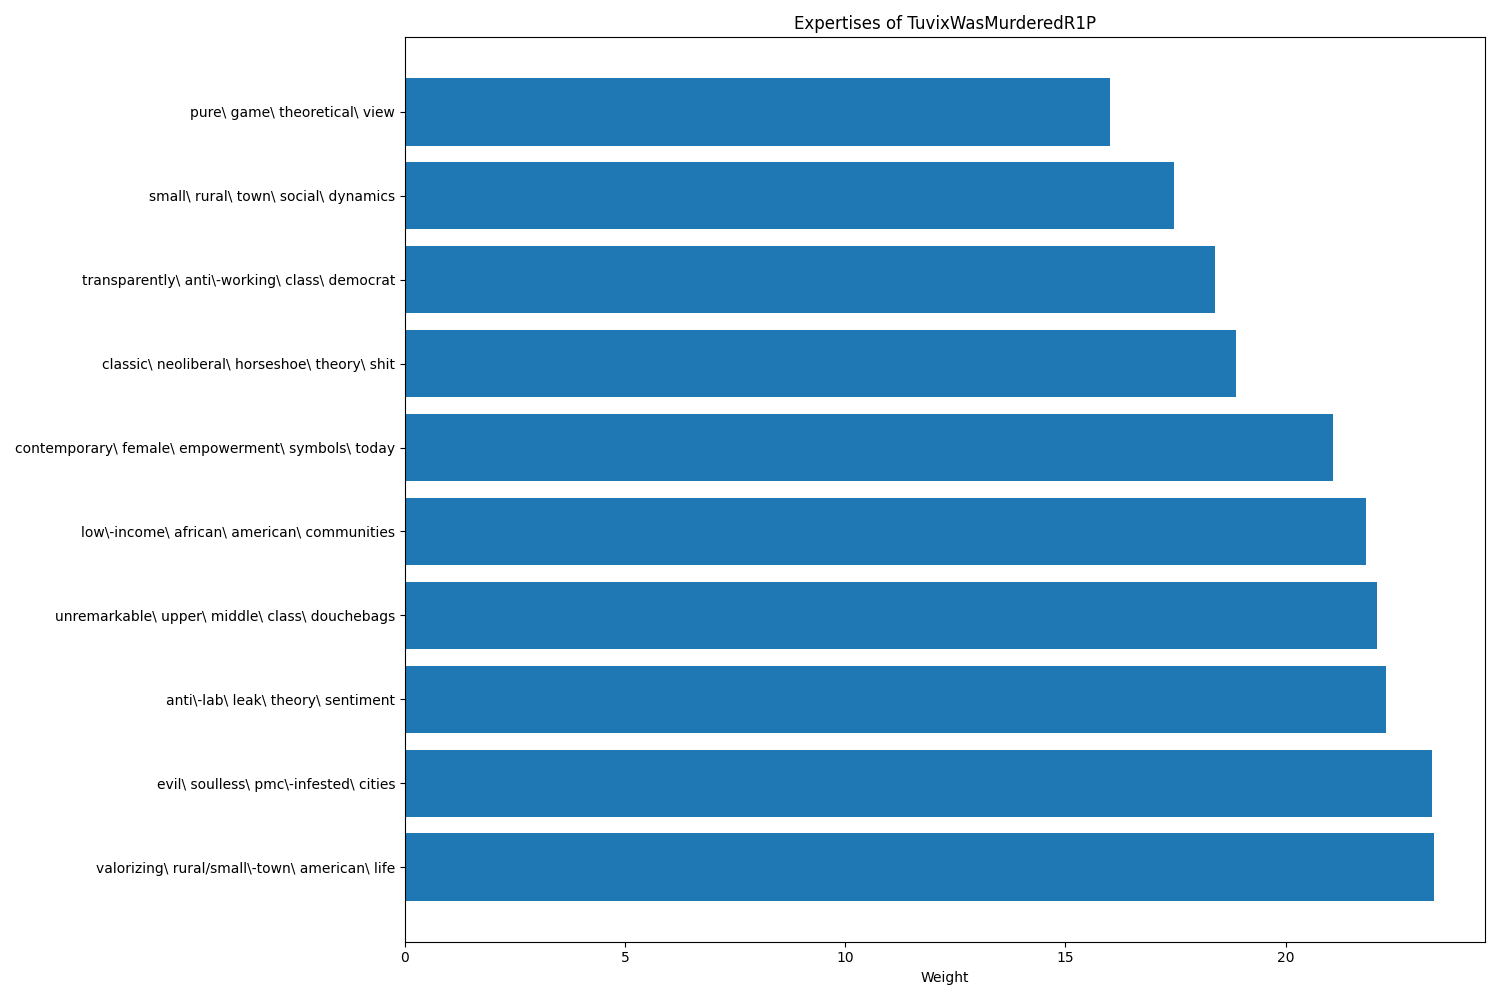 Expertises of TuvixWasMurderedR1P
pure\ game\ theoretical\ view
small\ rural\ town\ social\ dynamics
transparently\ anti\-working\ class\ democrat
classic\ neoliberal\ horseshoe\ theory\ shit
contemporary\ female\ empowerment\ symbols\ today
low\-income\ african\ american\ communities
unremarkable\ upper\ middle\ class\ douchebags
anti\-lab\ leak\ theory\ sentiment
evil\ soulless\ pmc\-infested\ cities
valorizing\ rural/small\-town\ american\ life
0 5 10 15 20
Weight